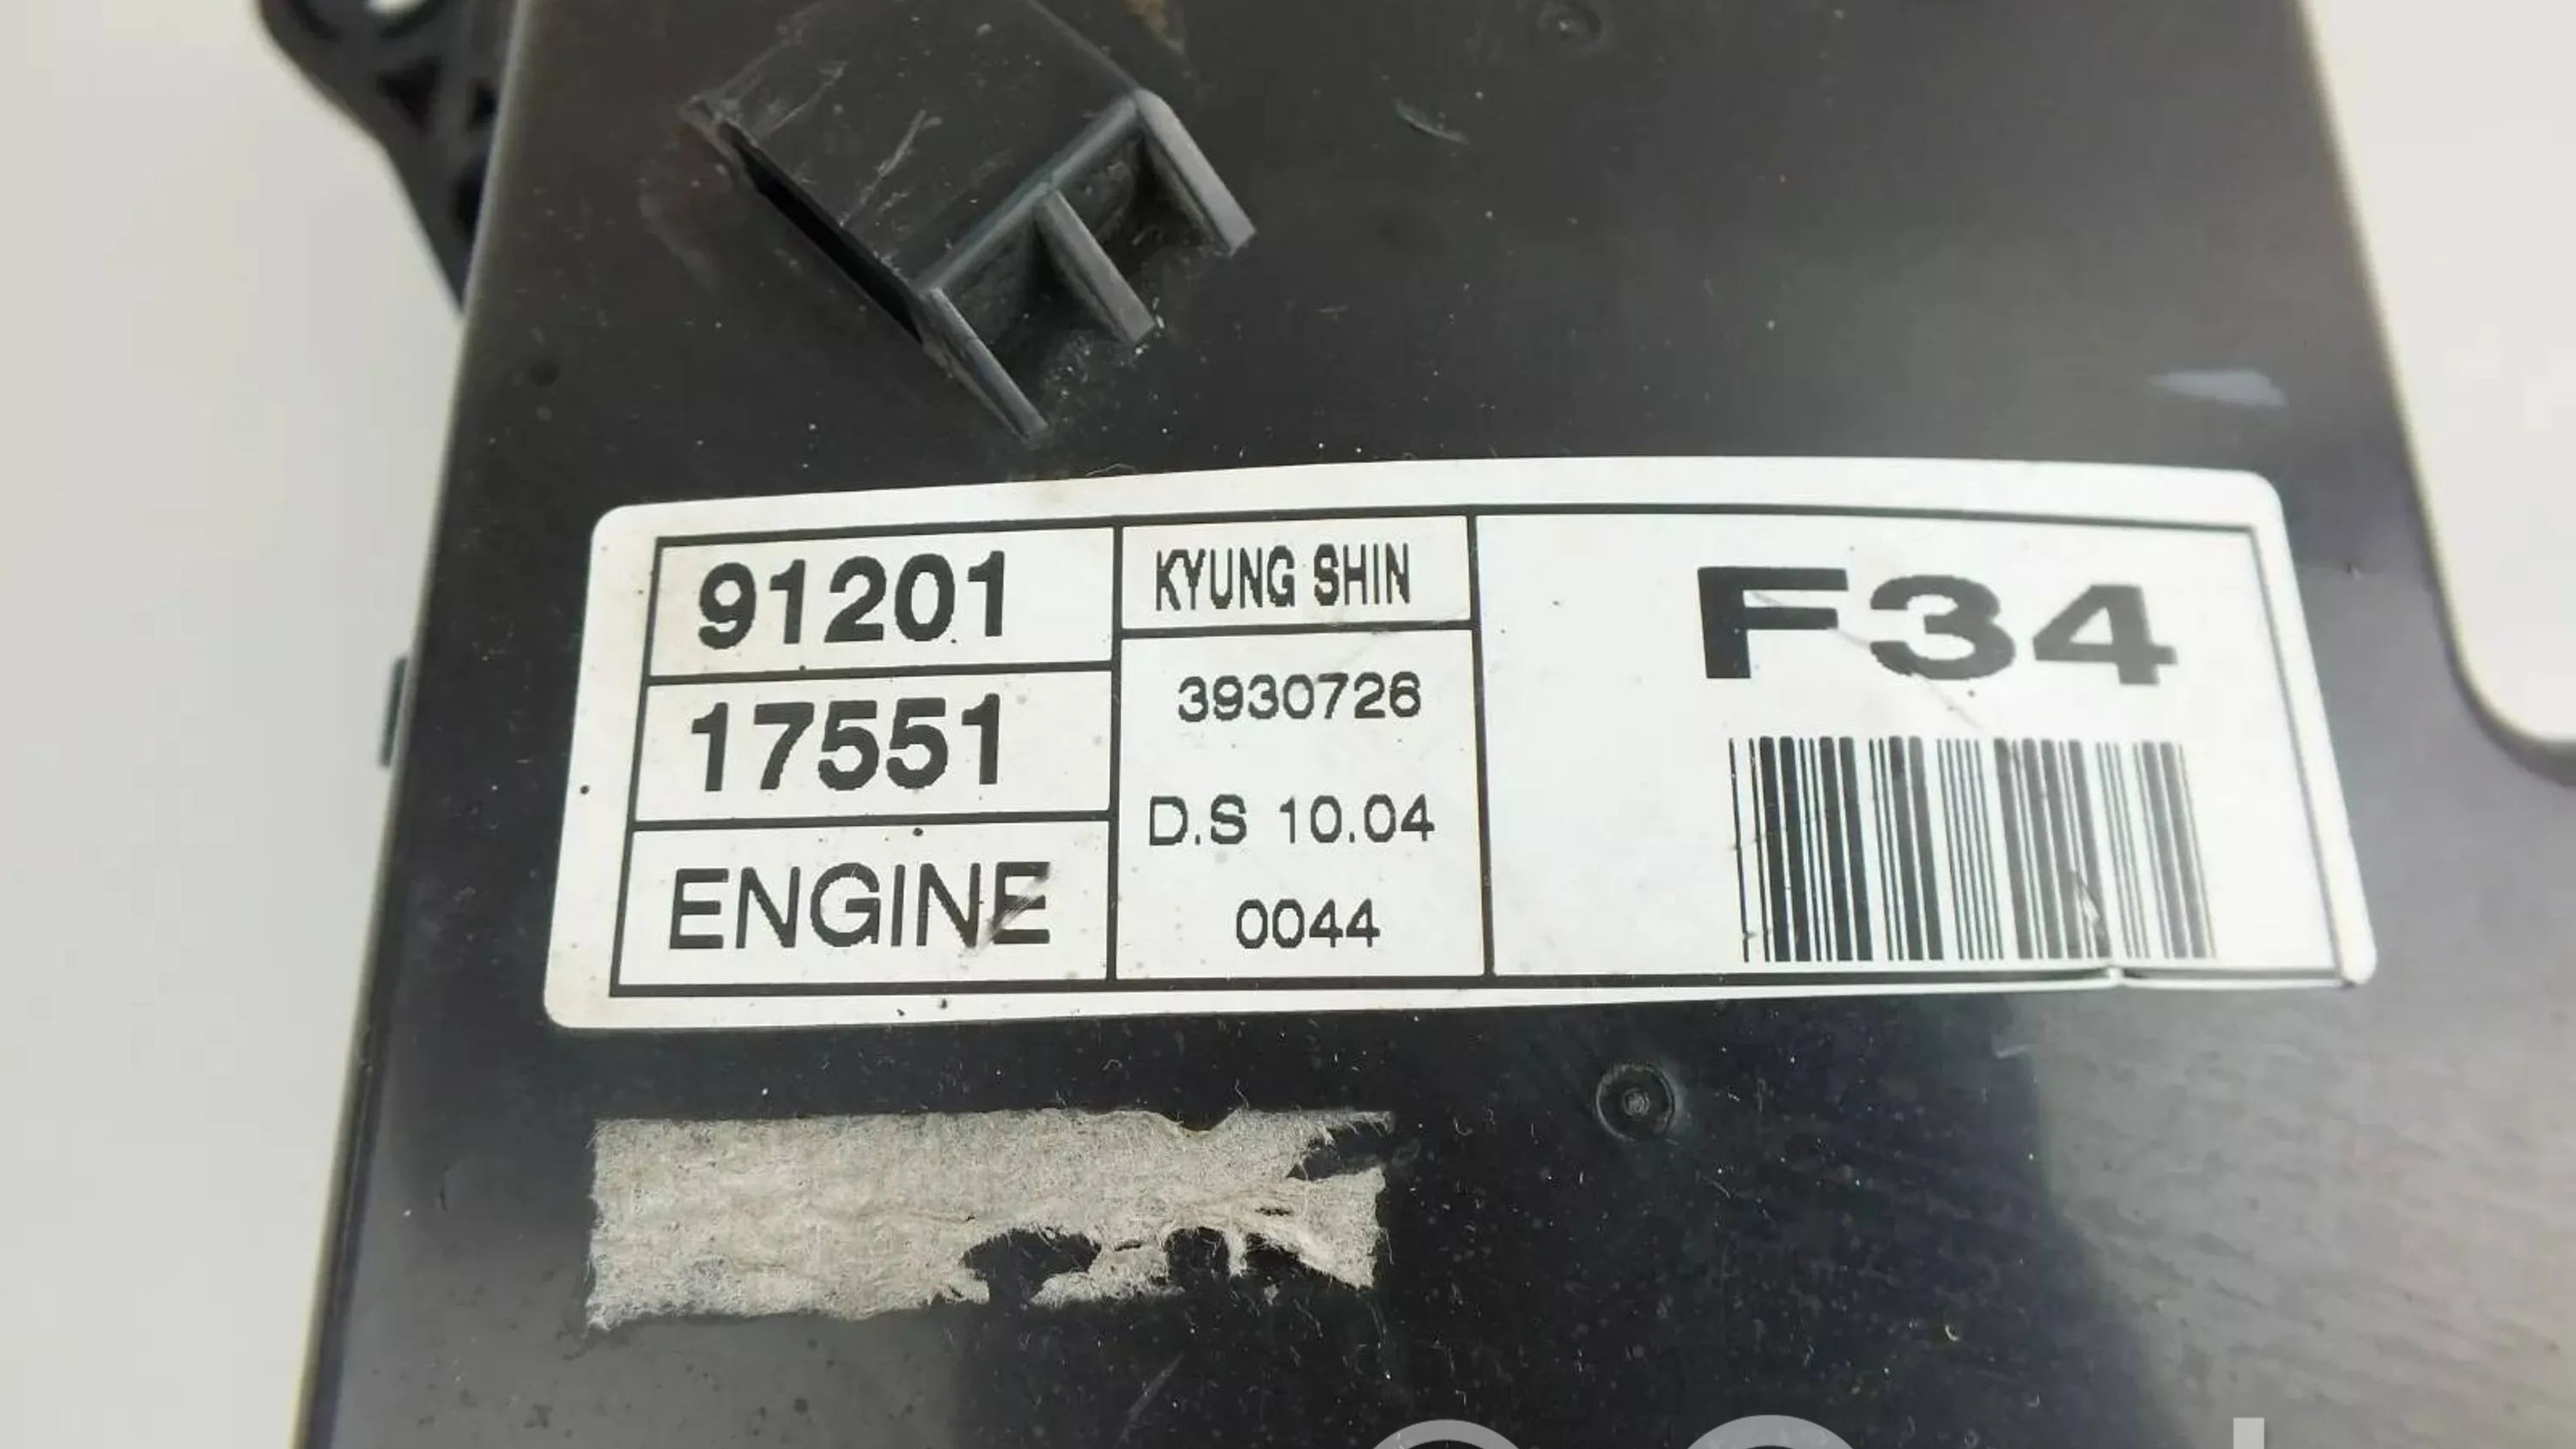 91201
17551
ENGINE
KYUNG SHIN
3930726
D.S 10.04
0044
F34